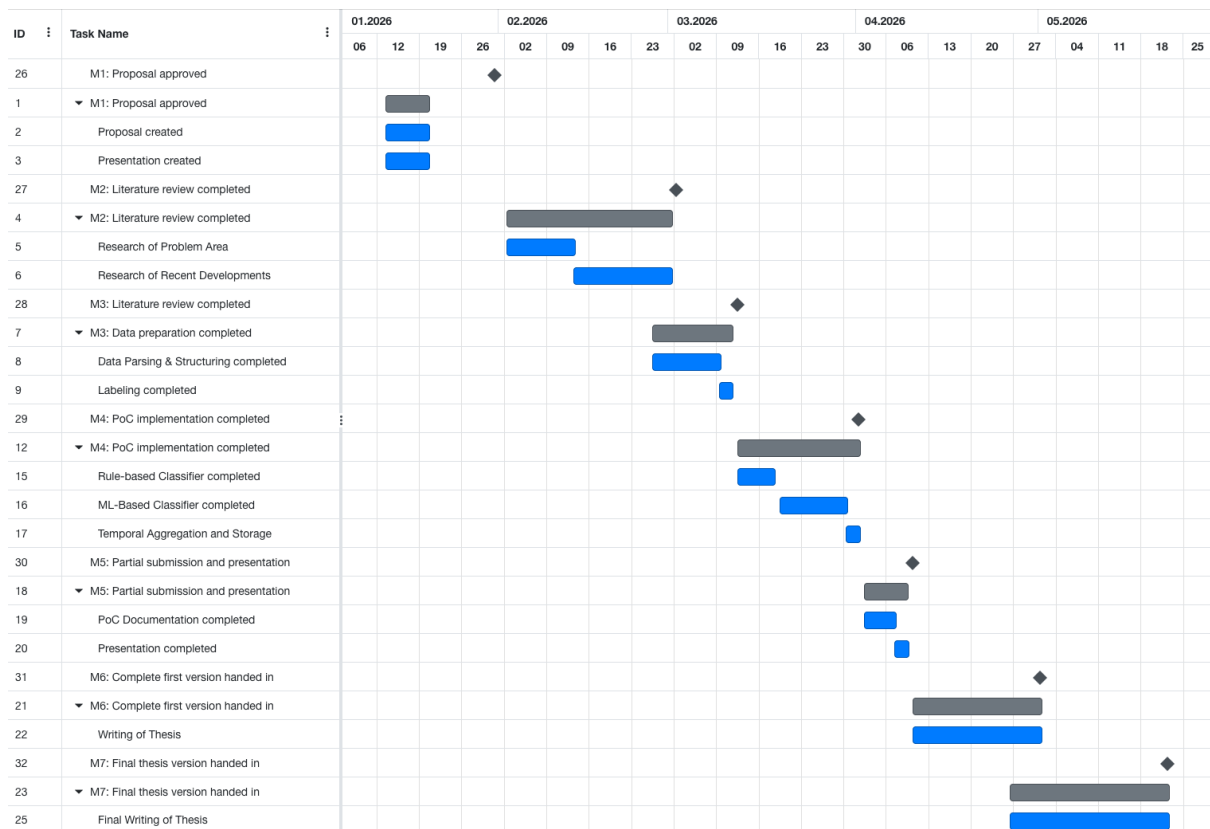 01.2026 02.2026 03.2026 04.2026 05.2026
ID Task Name
06 12 19 26 02 09 16 23 02 09 16 23 30 06 13 20 27 04 11 18 25
26 M1: Proposal approved
1 M1: Proposal approved
2 Proposal created
3 Presentation created
27 M2: Literature review completed
4 M2: Literature review completed
5 Research of Problem Area
6 Research of Recent Developments
28 M3: Literature review completed
7 M3: Data preparation completed
8 Data Parsing & Structuring completed
9 Labeling completed
29 M4: PoC implementation completed
12 M4: PoC implementation completed
15 Rule-based Classifier completed
16 ML-Based Classifier completed
17 Temporal Aggregation and Storage
30 M5: Partial submission and presentation
18 M5: Partial submission and presentation
19 PoC Documentation completed
20 Presentation completed
31 M6: Complete first version handed in
21 M6: Complete first version handed in
22 Writing of Thesis
32 M7: Final thesis version handed in
23 M7: Final thesis version handed in
25 Final Writing of Thesis